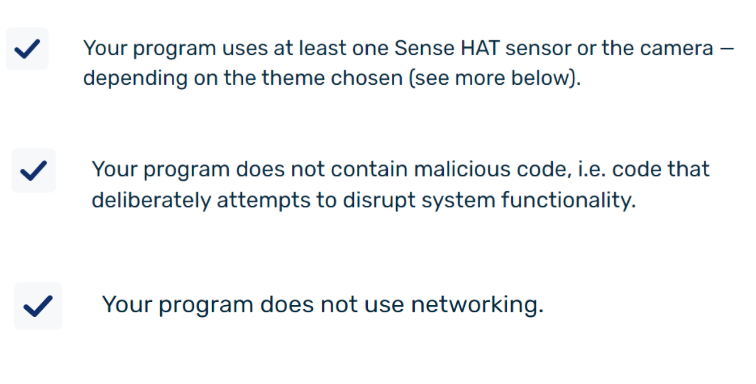 Your program uses at least one Sense HAT sensor or the camera –
depending on the theme chosen (see more below).
Your program does not contain malicious code, i.e. code that
deliberately attempts to disrupt system functionality.
Your program does not use networking.